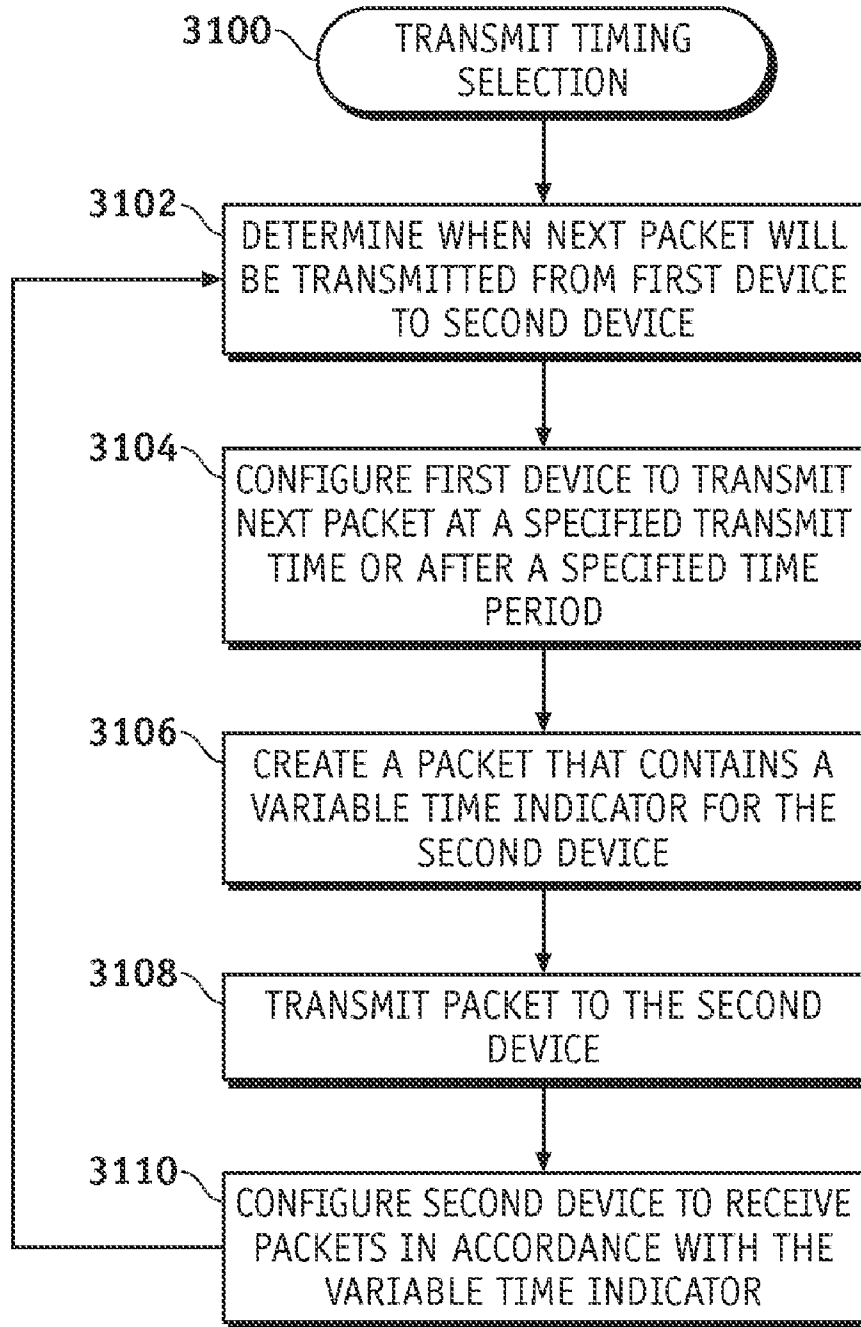 3100
TRANSMIT TIMING
SELECTION
3102
DETERMINE WHEN NEXT PACKET WILL
BE TRANSMITTED FROM FIRST DEVICE
TO SECOND DEVICE
3104
CONFIGURE FIRST DEVICE TO TRANSMIT
NEXT PACKET AT A SPECIFIED TRANSMIT
TIME OR AFTER A SPECIFIED TIME
PERIOD
3106
CREATE A PACKET THAT CONTAINS A
VARIABLE TIME INDICATOR FOR THE
SECOND DEVICE
3108
TRANSMIT PACKET TO THE SECOND
DEVICE
3110
CONFIGURE SECOND DEVICE TO RECEIVE
PACKETS IN ACCORDANCE WITH THE
VARIABLE TIME INDICATOR